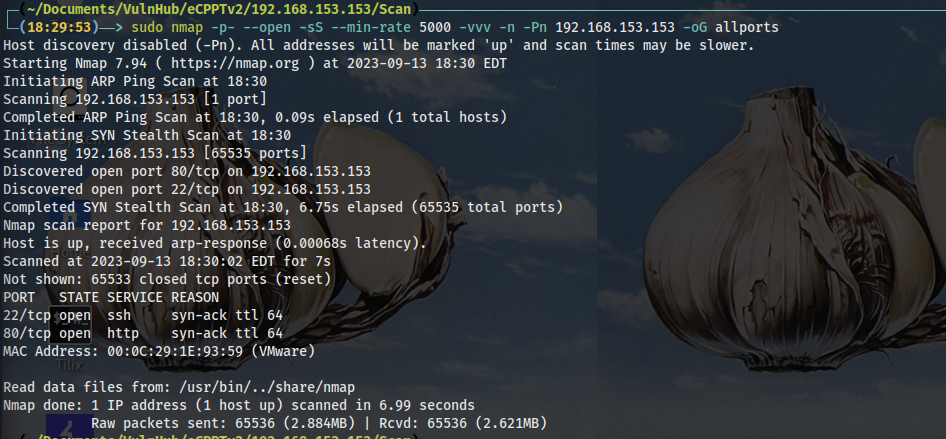 (~/Documents/VulnHub/eCPPTv2/192.168.153.153/Scan)
(18:29:53)——> sudo nmap -p- --open -sS --min-rate 5000 -vvv -n -Pn 192.168.153.153 -oG allports
Host discovery disabled (-Pn). All addresses will be marked 'up' and scan times may be slower.
Starting Nmap 7.94 ( https://nmap.org ) at 2023-09-13 18:30 EDT
Initiating ARP Ping Scan at 18:30
Scanning 192.168.153.153 [1 port]
Completed ARP Ping Scan at 18:30, 0.09s elapsed (1 total hosts)
Initiating SYN Stealth Scan at 18:30
Scanning 192.168.153.153 [65535 ports]
Discovered open port 80/tcp on 192.168.153.153
Discovered open port 22/tcp on 192.168.153.153
Completed SYN Stealth Scan at 18:30, 6.75s elapsed (65535 total ports)
Nmap scan report for 192.168.153.153
Host is up, received arp-response (0.00068s latency).
Scanned at 2023-09-13 18:30:02 EDT for 7s
Not shown: 65533 closed tcp ports (reset)
PORT   STATE SERVICE REASON
22/tcp open  ssh     syn-ack ttl 64
80/tcp open  http    syn-ack ttl 64
MAC Address: 00:0C:29:1E:93:59 (VMware)
Tilix
Read data files from: /usr/bin/../share/nmap
Nmap done: 1 IP address (1 host up) scanned in 6.99 seconds
Raw packets sent: 65536 (2.884MB) | Rcvd: 65536 (2.621MB)
(~/Documents/VulnHub/eCPPTv2/192.168.153.153/Scan)